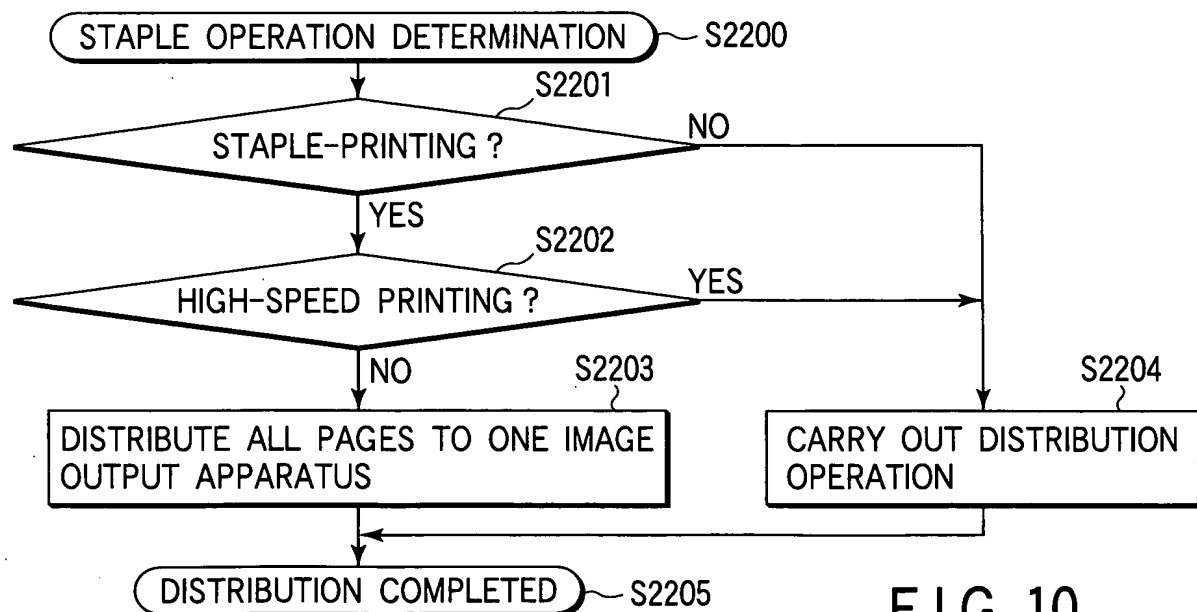 STAPLE OPERATION DETERMINATION
S2200
S2201
STAPLE-PRINTING ?
NO
YES
S2202
HIGH-SPEED PRINTING ?
YES
NO
S2203
S2204
DISTRIBUTE ALL PAGES TO ONE IMAGE
OUTPUT APPARATUS
CARRY OUT DISTRIBUTION
OPERATION
DISTRIBUTION COMPLETED
S2205
FIG. 10